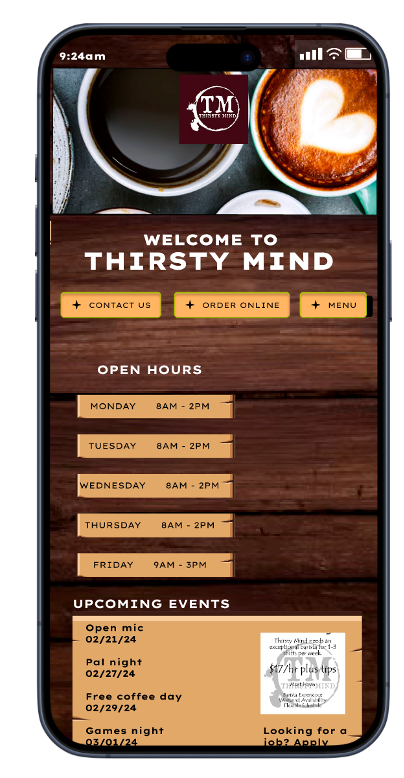 9:24am
TM
THIRSTY MIND
WELCOME TO
THIRSTY MIND
CONTACT US
ORDER ONLINE
MENU
OPEN HOURS
MONDAY 8AM - 2PM
TUESDAY 8AM - 2PM
WEDNESDAY 8AM - 2PM
THURSDAY 8AM - 2PM
FRIDAY 9AM - 3PM
UPCOMING EVENTS
Open mic
02/21/24
Pal night
02/27/24
Free coffee day
02/29/24
Games night
03/01/24
Thirsty Mind needs an
exceptional barista for 1-3
shifts per week.
$17/hr plus tips
TM
THIRSTY MIND
Looking for a
job? Apply